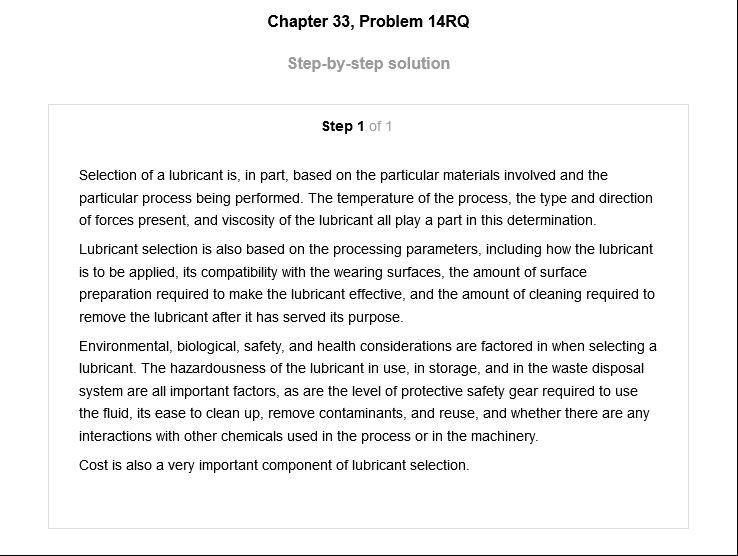 Chapter 33, Problem 14RQ
Step-by-step solution
Step 1 of 1
Selection of a lubricant is, in part, based on the particular materials involved and the
particular process being performed. The temperature of the process, the type and direction
of forces present, and viscosity of the lubricant all play a part in this determination.
Lubricant selection is also based on the processing parameters, including how the lubricant
is to be applied, its compatibility with the wearing surfaces, the amount of surface
preparation required to make the lubricant effective, and the amount of cleaning required to
remove the lubricant after it has served its purpose.
Environmental, biological, safety, and health considerations are factored in when selecting a
lubricant. The hazardousness of the lubricant in use, in storage, and in the waste disposal
system are all important factors, as are the level of protective safety gear required to use
the fluid, its ease to clean up, remove contaminants, and reuse, and whether there are any
interactions with other chemicals used in the process or in the machinery.
Cost is also a very important component of lubricant selection.